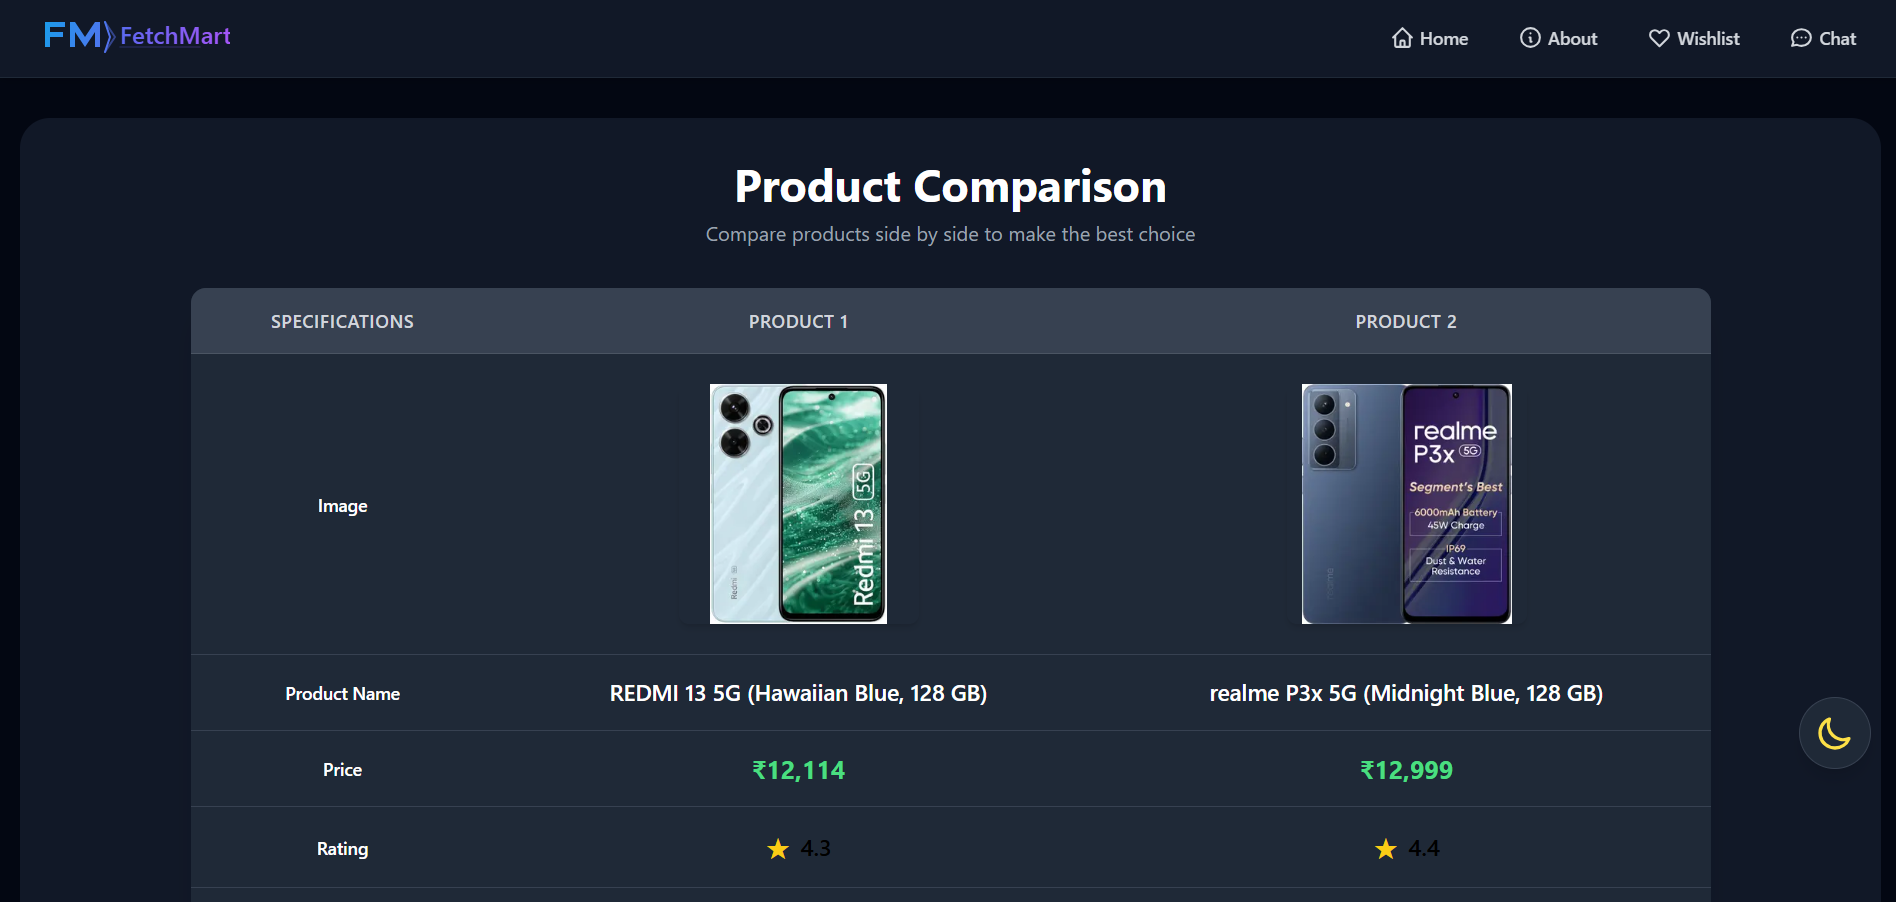 FM FetchMart
Home
About
Wishlist
Chat
Product Comparison
Compare products side by side to make the best choice
SPECIFICATIONS
PRODUCT 1
PRODUCT 2
Image
Redmi 13 5G
Redmi
realme
P3x 5G
Segment's Best
6000mAh Battery
45W Charge
IP69
Dust & Water
Resistance
realme
Product Name
REDMI 13 5G (Hawaiian Blue, 128 GB)
realme P3x 5G (Midnight Blue, 128 GB)
Price
₹12,114
₹12,999
Rating
4.3
4.4